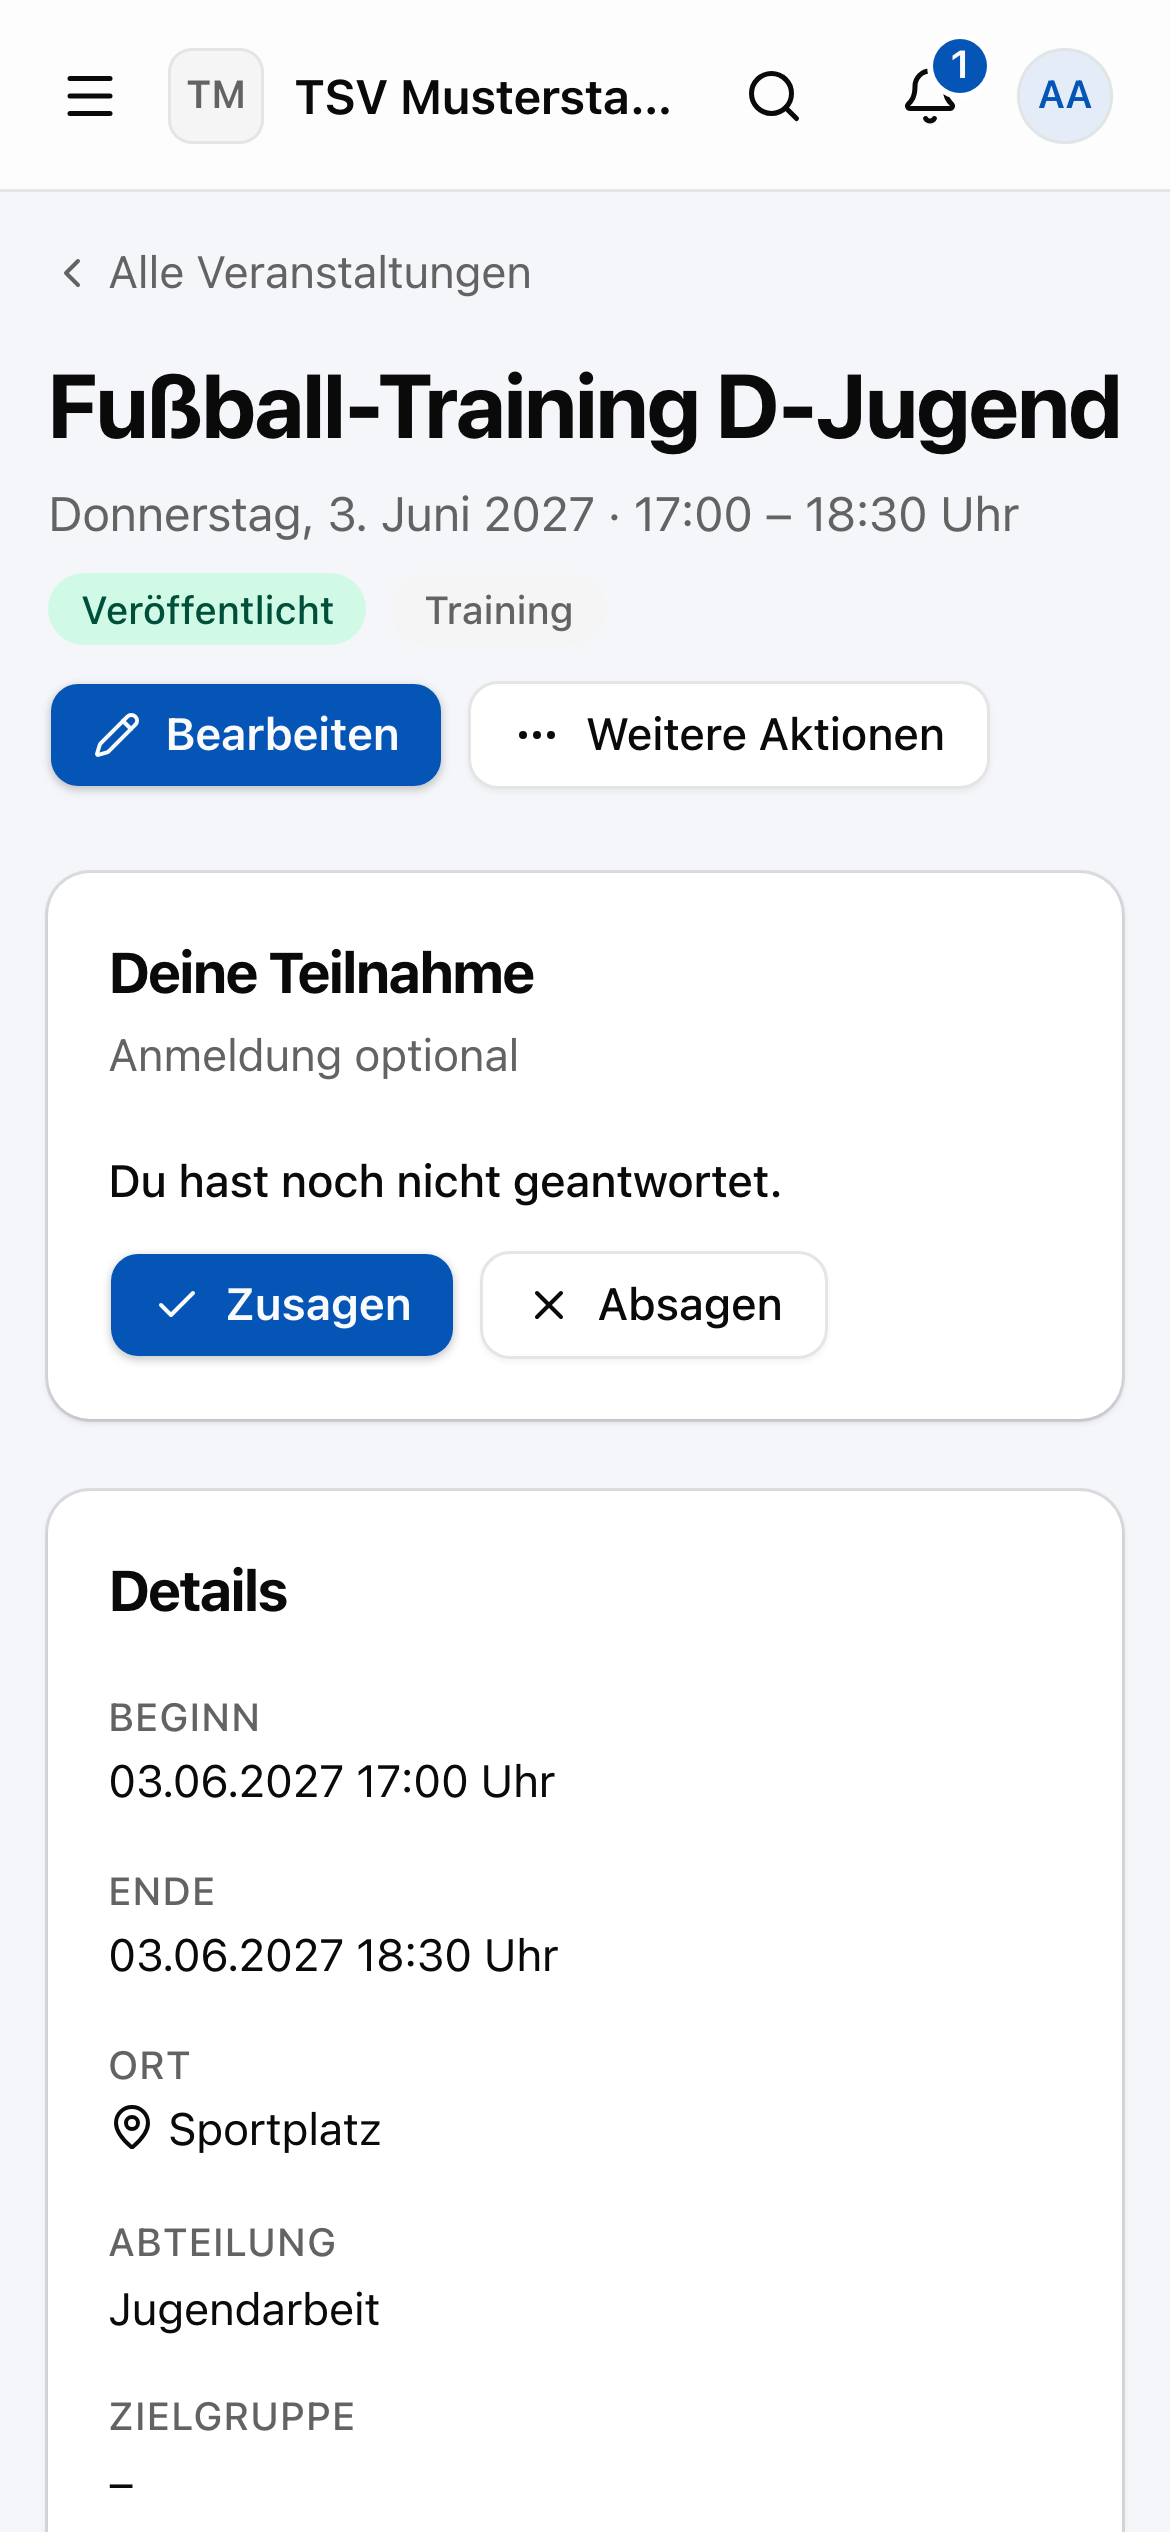 TM TSV Mustersta... 1 AA
Alle Veranstaltungen
Fußball-Training D-Jugend
Donnerstag, 3. Juni 2027 · 17:00 – 18:30 Uhr
Veröffentlicht Training
Bearbeiten ··· Weitere Aktionen
Deine Teilnahme
Anmeldung optional
Du hast noch nicht geantwortet.
Zusagen Absagen
Details
BEGINN
03.06.2027 17:00 Uhr
ENDE
03.06.2027 18:30 Uhr
ORT
Sportplatz
ABTEILUNG
Jugendarbeit
ZIELGRUPPE
–